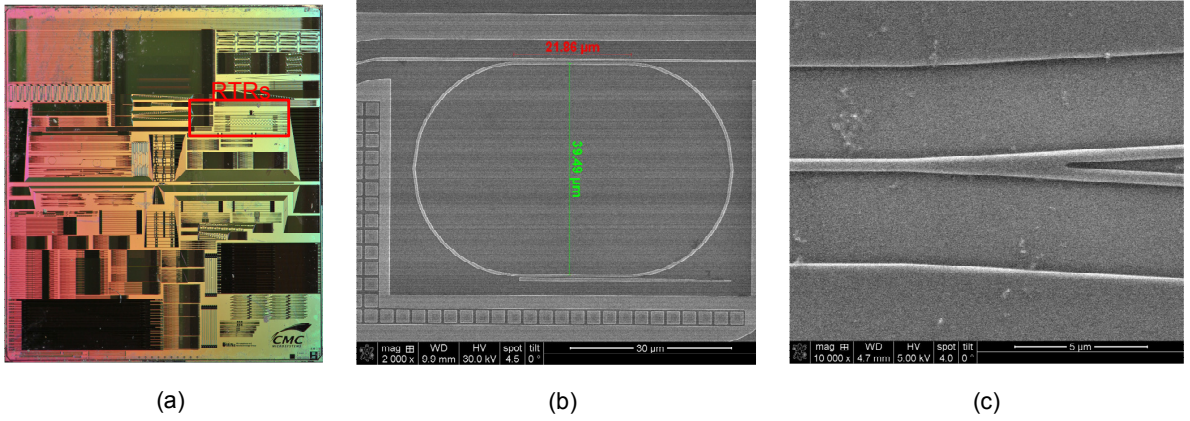 RTRs
CMC
21.86 µm
39.49 µm
mag WD HV spot tilt
2 000 x 9.9 mm 30.0 kV 4.5 0 °
30 µm
mag WD HV spot tilt
10 000 x 4.7 mm 5.00 kV 4.0 0 °
5 µm
(a)
(b)
(c)